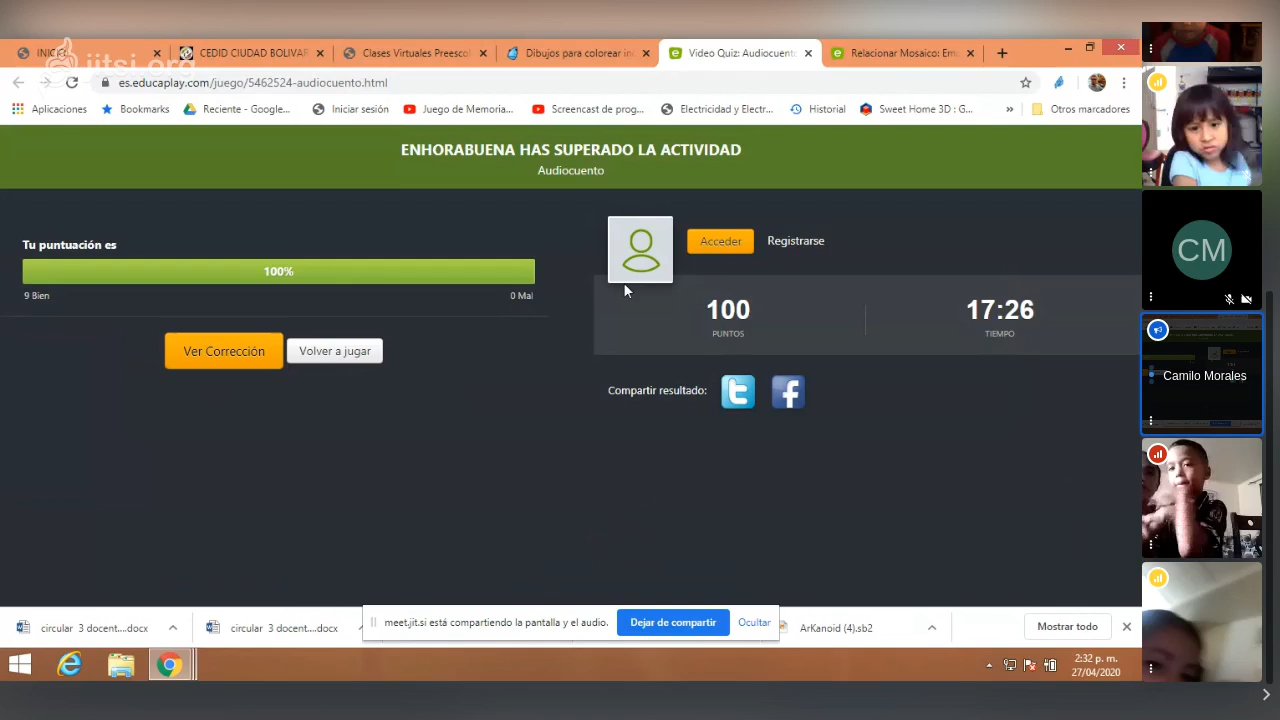 jitsi.org
INICI
CEDID CIUDAD BOLIVAR
Clases Virtuales Preesco
Dibujos para colorear in
Video Quiz: Audiocuento
Relacionar Mosaico: Em
es.educaplay.com/juego/5462524-audiocuento.html
Aplicaciones
Bookmarks
Reciente - Google...
Iniciar sesión
Juego de Memoria...
Screencast de prog...
Electricidad y Electr...
Historial
Sweet Home 3D : G...
»
Otros marcadores
ENHORABUENA HAS SUPERADO LA ACTIVIDAD
Audiocuento
Tu puntuación es
100%
9 Bien
0 Mal
Ver Corrección
Volver a jugar
Acceder
Registrarse
100
PUNTOS
17:26
TIEMPO
Compartir resultado:
CM
Camilo Morales
circular 3 docent....docx
circular 3 docent....docx
meet.jit.si está compartiendo la pantalla y el audio.
Dejar de compartir
Ocultar
ArKanoid (4).sb2
Mostrar todo
2:32 p. m.
27/04/2020